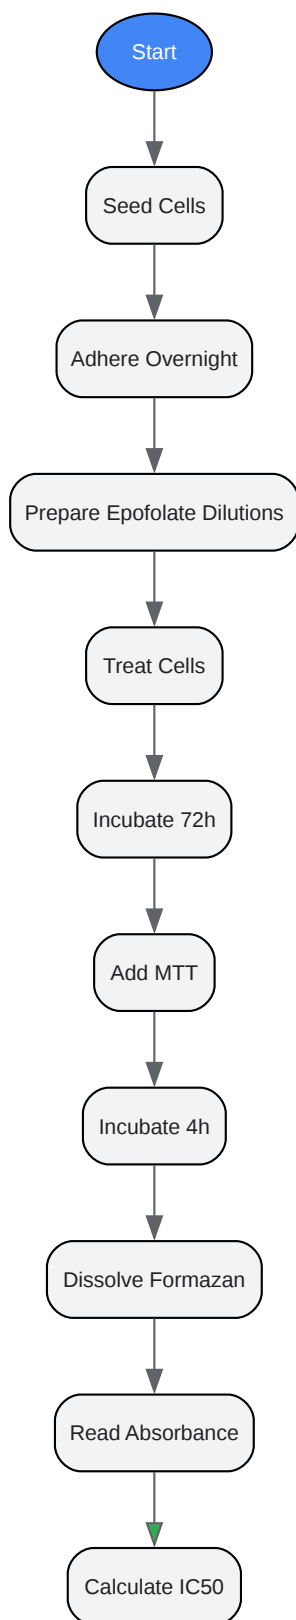 Start
Seed Cells
Adhere Overnight
Prepare Epofolate Dilutions
Treat Cells
Incubate 72h
Add MTT
Incubate 4h
Dissolve Formazan
Read Absorbance
Calculate IC50